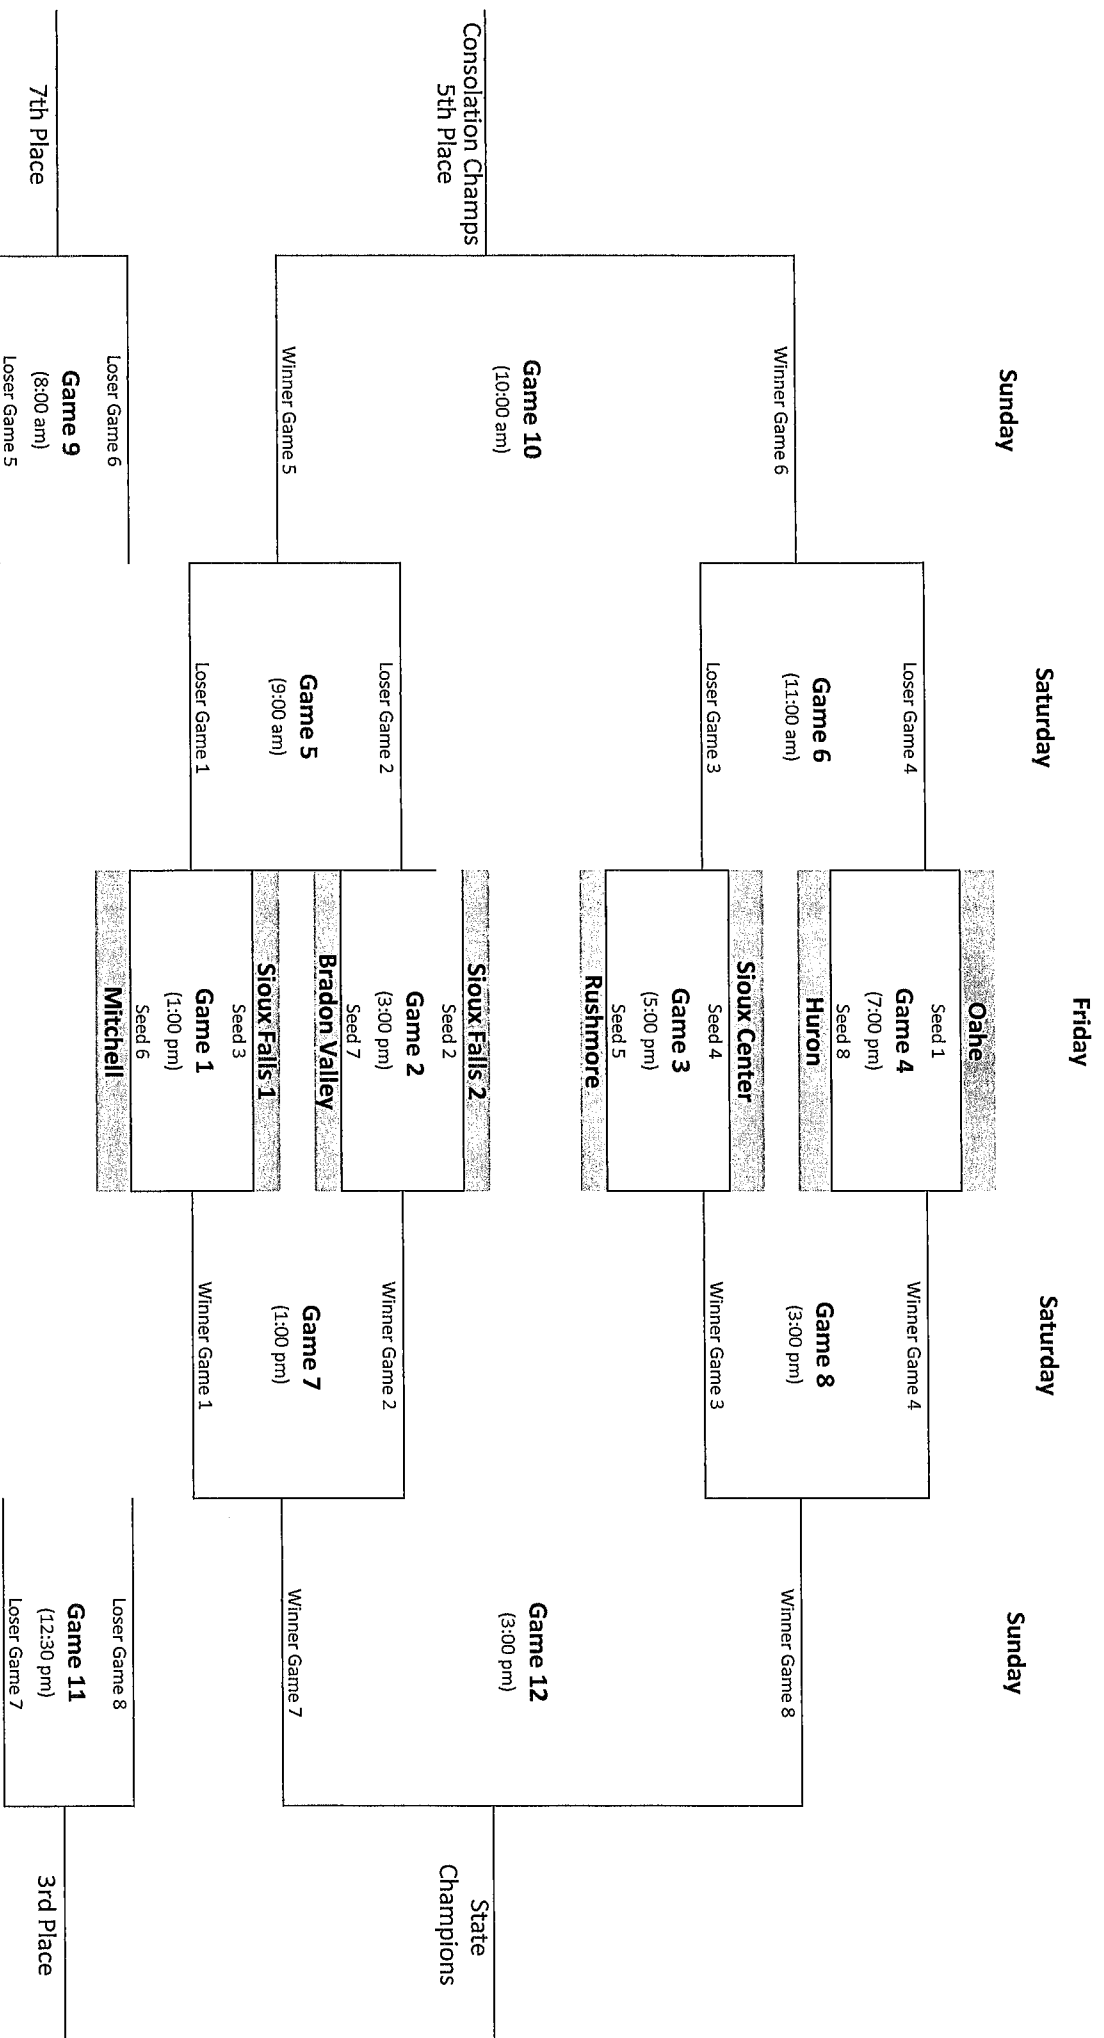 Friday
Saturday
Saturday
Sunday
Sunday
Oahe
Seed 1
Game 4
(7:00 pm)
Seed 8
Huron
Loser Game 4
Game 6
(11:00 am)
Loser Game 3
Winner Game 4
Game 8
(3:00 pm)
Winner Game 3
Sioux Center
Seed 4
Game 3
(5:00 pm)
Seed 5
Rushmore
Winner Game 6
Game 10
(10:00 am)
Winner Game 5
Consolation Champs
5th Place
Winner Game 8
Game 12
(3:00 pm)
Winner Game 7
State
Champions
Sioux Falls 2
Seed 2
Game 2
(3:00 pm)
Seed 7
Bradon Valley
Loser Game 2
Game 5
(9:00 am)
Loser Game 1
Winner Game 2
Game 7
(1:00 pm)
Winner Game 1
Sioux Falls 1
Seed 3
Game 1
(1:00 pm)
Seed 6
Mitchell
Loser Game 6
Game 9
(8:00 am)
Loser Game 5
7th Place
Loser Game 8
Game 11
(12:30 pm)
Loser Game 7
3rd Place